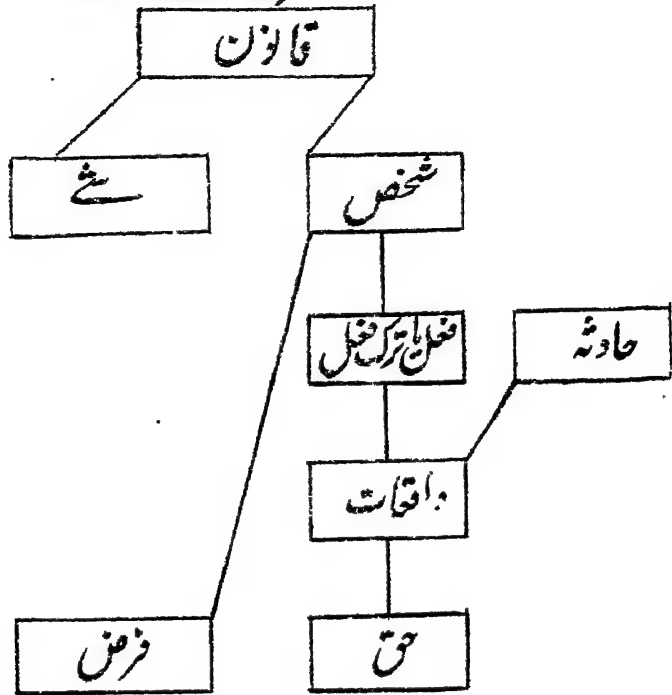 قانون
شخص
شے
فعل یا ترک فعل
حادثہ
واقعات
حق
فرض